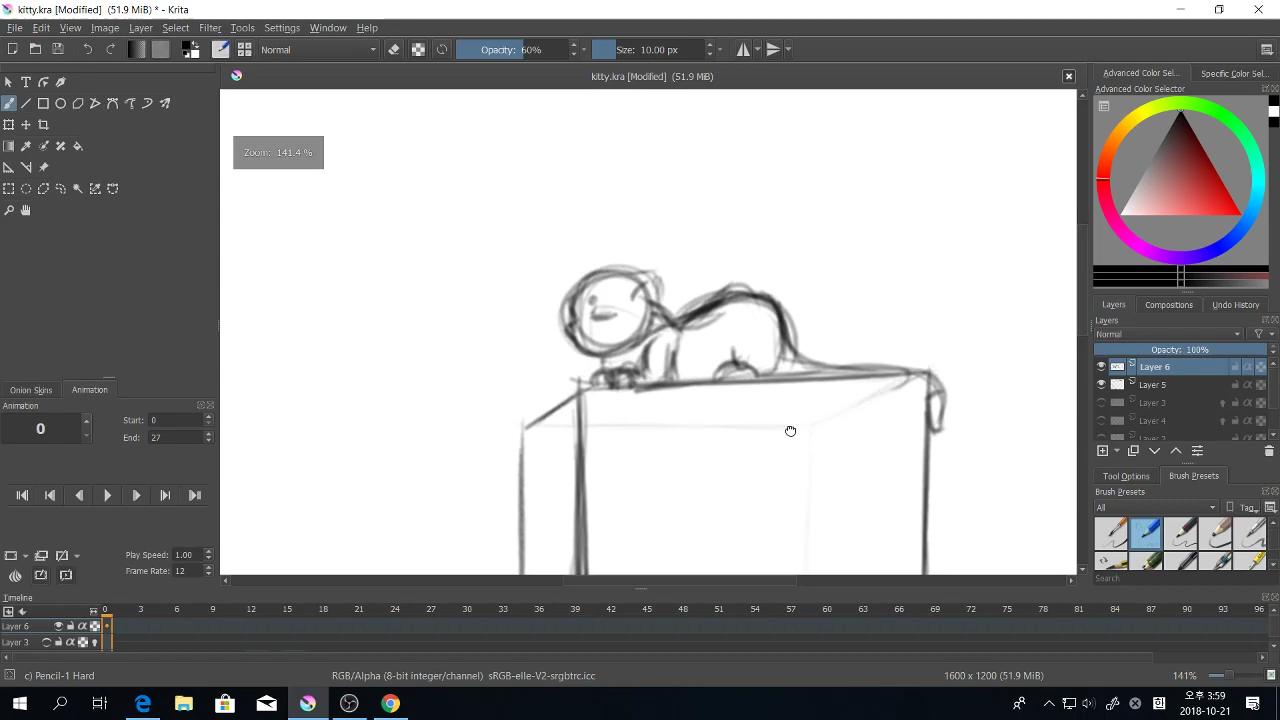 kitty.kra [Modified] (51.9 MiB) * - Krita
File Edit View Image Layer Select Filter Tools Settings Window Help
Normal
Opacity: 60%
Size: 10.00 px
kitty.kra [Modified] (51.9 MiB)
Advanced Color Sel... Specific Color Sel...
Advanced Color Selector
Zoom: 141.4 %
Layers Compositions Undo History
Layers
Normal
Opacity: 100%
Layer 6
Layer 5
Layer 3
Layer 4
Onion Skins Animation
Animation
0
Start: 0
End: 27
Tool Options Brush Presets
Brush Presets
All
Tag
Play Speed: 1.00
Frame Rate: 12
Search
Timeline
0 3 6 9 12 15 18 21 24 27 30 33 36 39 42 45 48 51 54 57 60 63 66 69 72 75 78 81 84 87 90 93 96
Layer 6
Layer 3
c) Pencil-1 Hard
RGB/Alpha (8-bit integer/channel) sRGB-elle-V2-srgbtrc.icc
1600 x 1200 (51.9 MiB)
141%
오후 3:59
2018-10-21